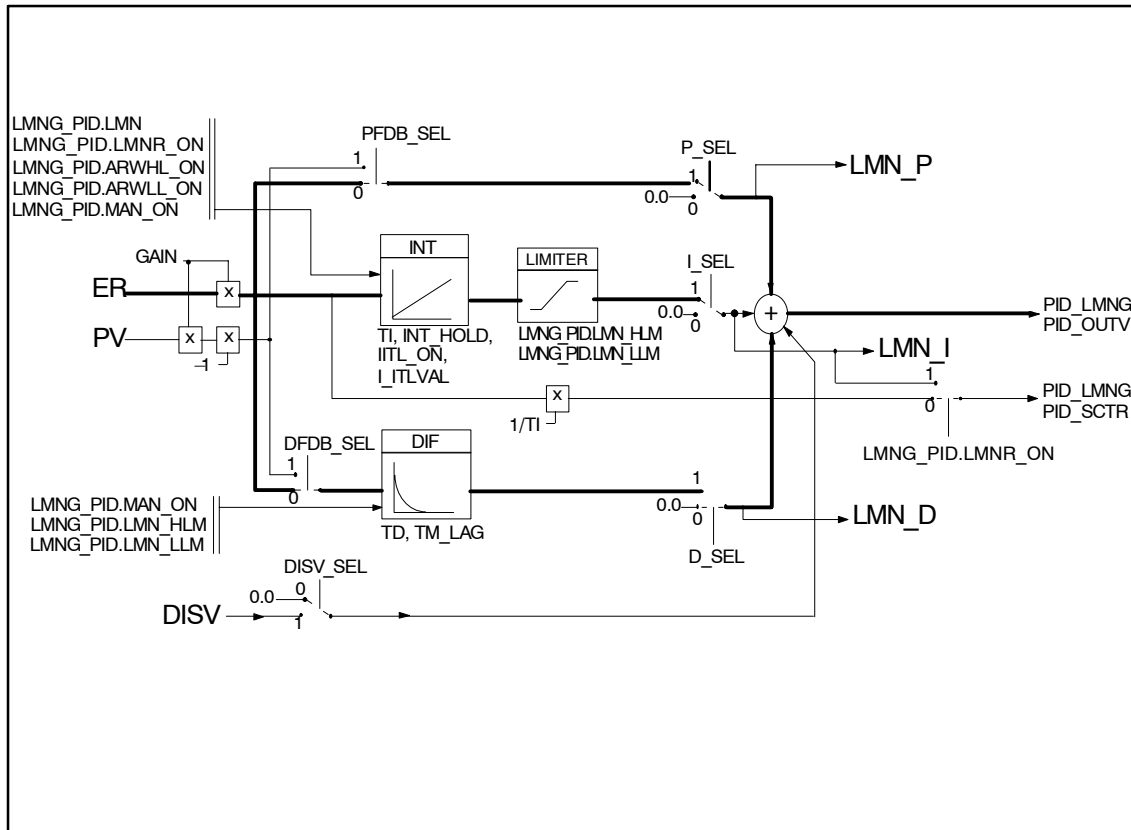 LMNG_PID.LMN
LMNG_PID.LMNR_ON
LMNG_PID.ARWHL_ON
LMNG_PID.ARWLL_ON
LMNG_PID.MAN_ON
PFDB_SEL
1
0
P_SEL
1
0.0
0
LMN_P
GAIN
ER
X
PV
X
X
–1
INT
TI, INT_HOLD,
IITL_ON,
I_ITLVAL
LIMITER
LMNG_PID.LMN_HLM
LMNG_PID.LMN_LLM
I_SEL
1
0.0
0
+
PID_LMNG
PID_OUTV
LMN_I
1
0
PID_LMNG
PID_SCTR
LMNG_PID.LMNR_ON
X
1/TI
DFDB_SEL
1
0
DIF
TD, TM_LAG
1
0.0
0
D_SEL
LMN_D
LMNG_PID.MAN_ON
LMNG_PID.LMN_HLM
LMNG_PID.LMN_LLM
DISV_SEL
0.0
0
1
DISV